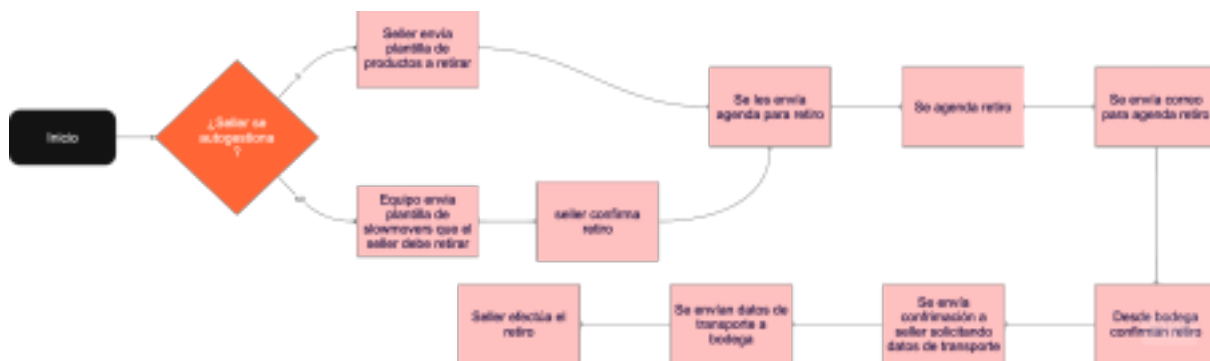 Seller envía
plantilla de
productos a retirar
Inicio
¿Seller se
autogestiona
?
Se les envía
agenda para retiro
Se agenda retiro
Se envía correo
para agenda retiro
Equipo envía
plantilla de
slowmovers que el
seller debe retirar
seller confirma
retiro
Seller efectúa el
retiro
Se envían datos de
transporte a
bodega
Se envía
confrimación a
seller solicitando
datos de transporte
Desde bodega
confirman retiro